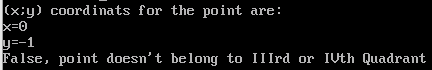 (x;y) coordinats for the point are:
x=0
y=-1
False, point doesn't belong to IIIrd or IVth Quadrant